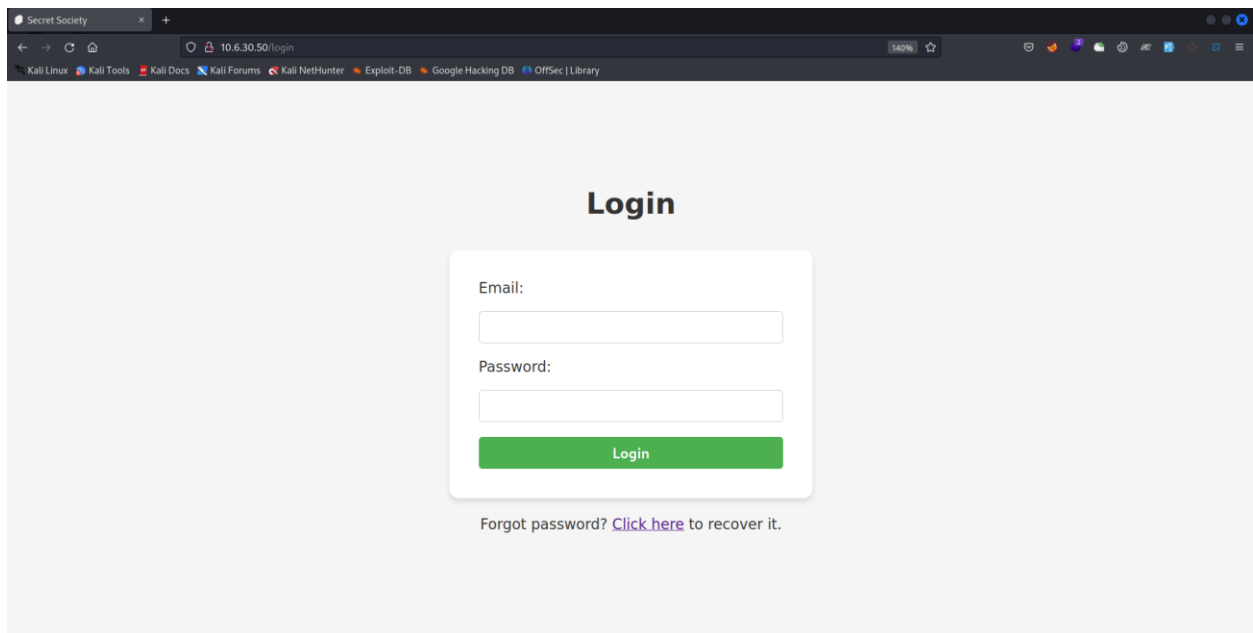 Secret Society
10.6.30.50/login
140%
2
Kali Linux Kali Tools Kali Docs Kali Forums Kali NetHunter Exploit-DB Google Hacking DB OffSec | Library
Login
Email:
Password:
Login
Forgot password? Click here to recover it.